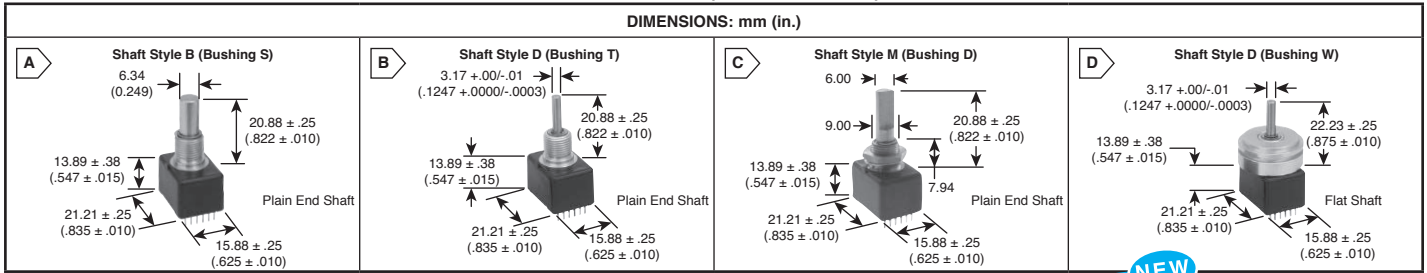 DIMENSIONS: mm (in.)
A
Shaft Style B (Bushing S)
6.34
(0.249)
20.88 ± .25
(.822 ± .010)
13.89 ± .38
(.547 ± .015)
Plain End Shaft
21.21 ± .25
(.835 ± .010)
15.88 ± .25
(.625 ± .010)
B
Shaft Style D (Bushing T)
3.17 +.00/-.01
(.1247 +.0000/-.0003)
20.88 ± .25
(.822 ± .010)
13.89 ± .38
(.547 ± .015)
Plain End Shaft
21.21 ± .25
(.835 ± .010)
15.88 ± .25
(.625 ± .010)
C
Shaft Style M (Bushing D)
6.00
20.88 ± .25
(.822 ± .010)
9.00
13.89 ± .38
(.547 ± .015)
7.94
Plain End Shaft
21.21 ± .25
(.835 ± .010)
15.88 ± .25
(.625 ± .010)
D
Shaft Style D (Bushing W)
3.17 +.00/-.01
(.1247 +.0000/-.0003)
22.23 ± .25
(.875 ± .010)
13.89 ± .38
(.547 ± .015)
Flat Shaft
21.21 ± .25
(.835 ± .010)
15.88 ± .25
(.625 ± .010)
NEW